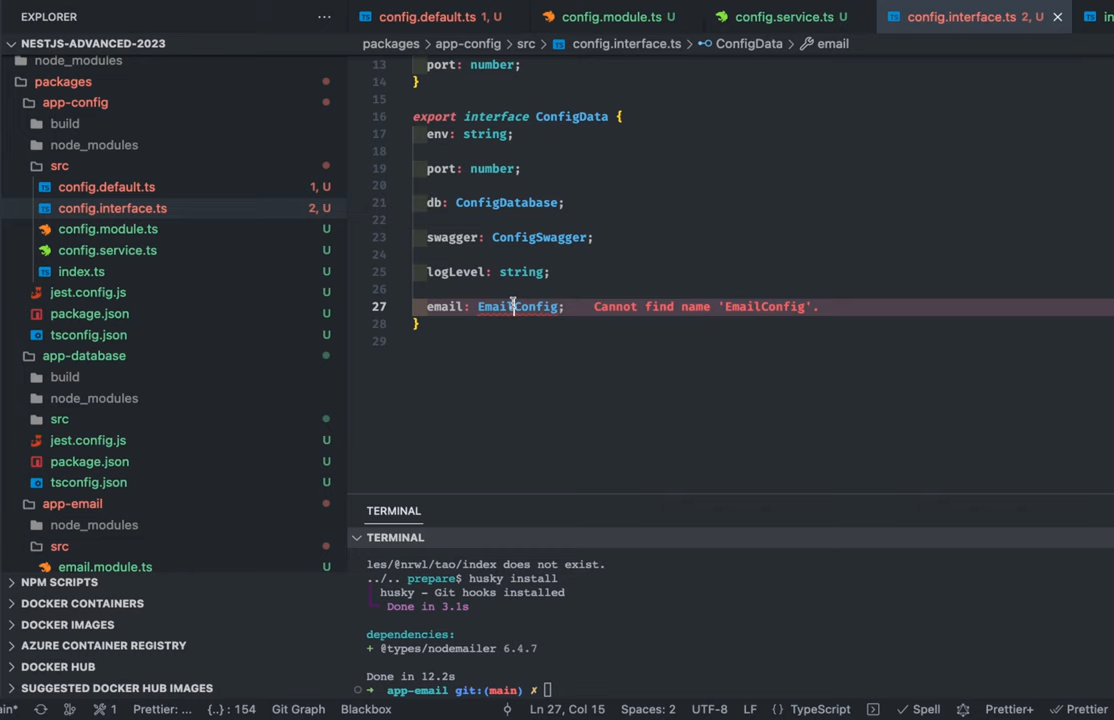 EXPLORER
NESTJS-ADVANCED-2023
node_modules
packages
app-config
build
node_modules
src
config.default.ts 1, U
config.interface.ts 2, U
config.module.ts U
config.service.ts U
index.ts U
jest.config.js U
package.json U
tsconfig.json U
app-database
build
node_modules
src
jest.config.js U
package.json U
tsconfig.json U
app-email
node_modules
src
email.module.ts U
NPM SCRIPTS
DOCKER CONTAINERS
DOCKER IMAGES
AZURE CONTAINER REGISTRY
DOCKER HUB
SUGGESTED DOCKER HUB IMAGES
config.default.ts 1, U config.module.ts U config.service.ts U config.interface.ts 2, U in
packages > app-config > src > config.interface.ts > ConfigData > email
13 port: number;
14 }
15
16 export interface ConfigData {
17 env: string;
18
19 port: number;
20
21 db: ConfigDatabase;
22
23 swagger: ConfigSwagger;
24
25 logLevel: string;
26
27 email: EmailConfig; Cannot find name 'EmailConfig'.
28 }
29
TERMINAL
TERMINAL
les/@nrwl/tao/index does not exist.
../.. prepare$ husky install
husky - Git hooks installed
Done in 3.1s
dependencies:
+ @types/nodemailer 6.4.7
Done in 12.2s
➜ app-email git:(main) ✗
ain* 1 Prettier: ... {..} : 154 Git Graph Blackbox Ln 27, Col 15 Spaces: 2 UTF-8 LF {} TypeScript Spell Prettier+ Prettier